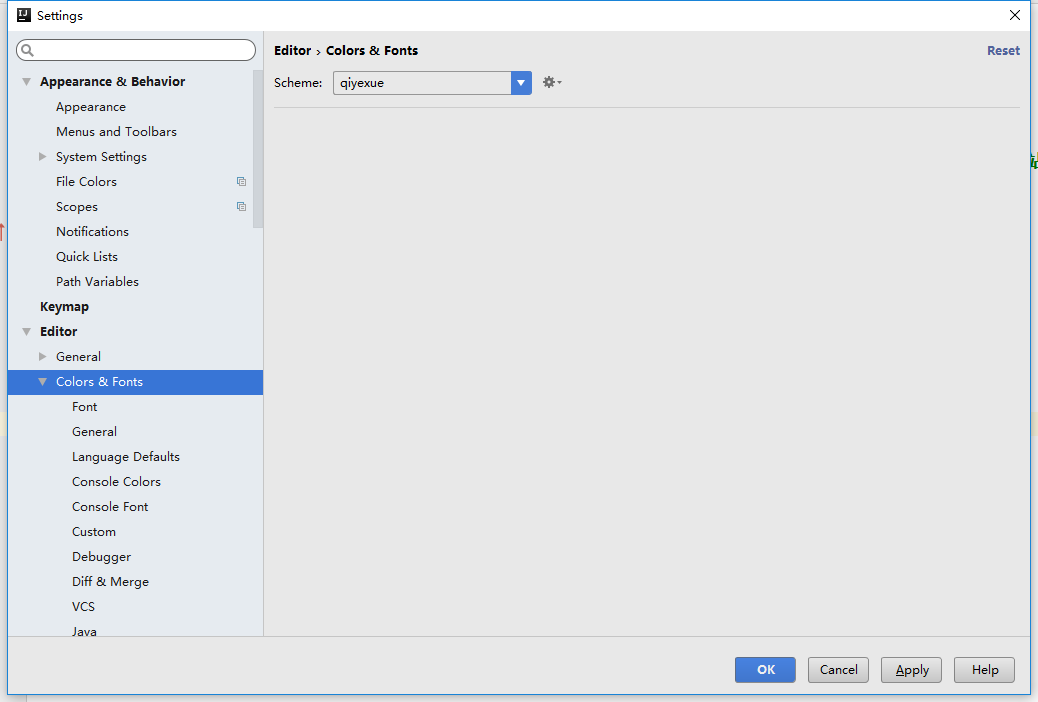 Settings
Editor › Colors & Fonts
Reset
Scheme: qiyexue
Appearance & Behavior
Appearance
Menus and Toolbars
System Settings
File Colors
Scopes
Notifications
Quick Lists
Path Variables
Keymap
Editor
General
Colors & Fonts
Font
General
Language Defaults
Console Colors
Console Font
Custom
Debugger
Diff & Merge
VCS
Java
OK
Cancel
Apply
Help